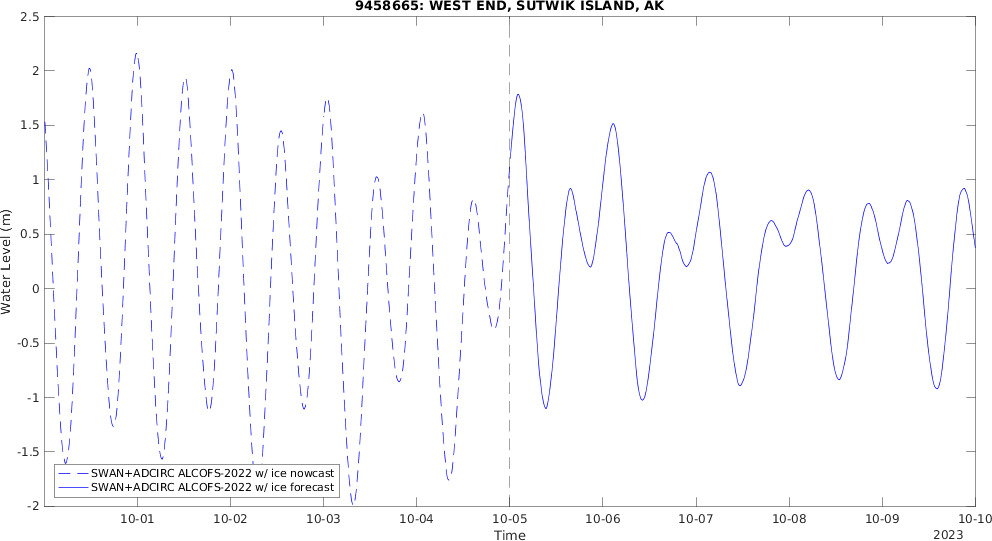 9458665: WEST END, SUTWIK ISLAND, AK
Water Level (m)
2.5
2
1.5
1
0.5
0
-0.5
-1
-1.5
-2
SWAN+ADCIRC ALCOFS-2022 w/ ice nowcast
SWAN+ADCIRC ALCOFS-2022 w/ ice forecast
10-01 10-02 10-03 10-04 10-05 10-06 10-07 10-08 10-09 10-10
Time
2023